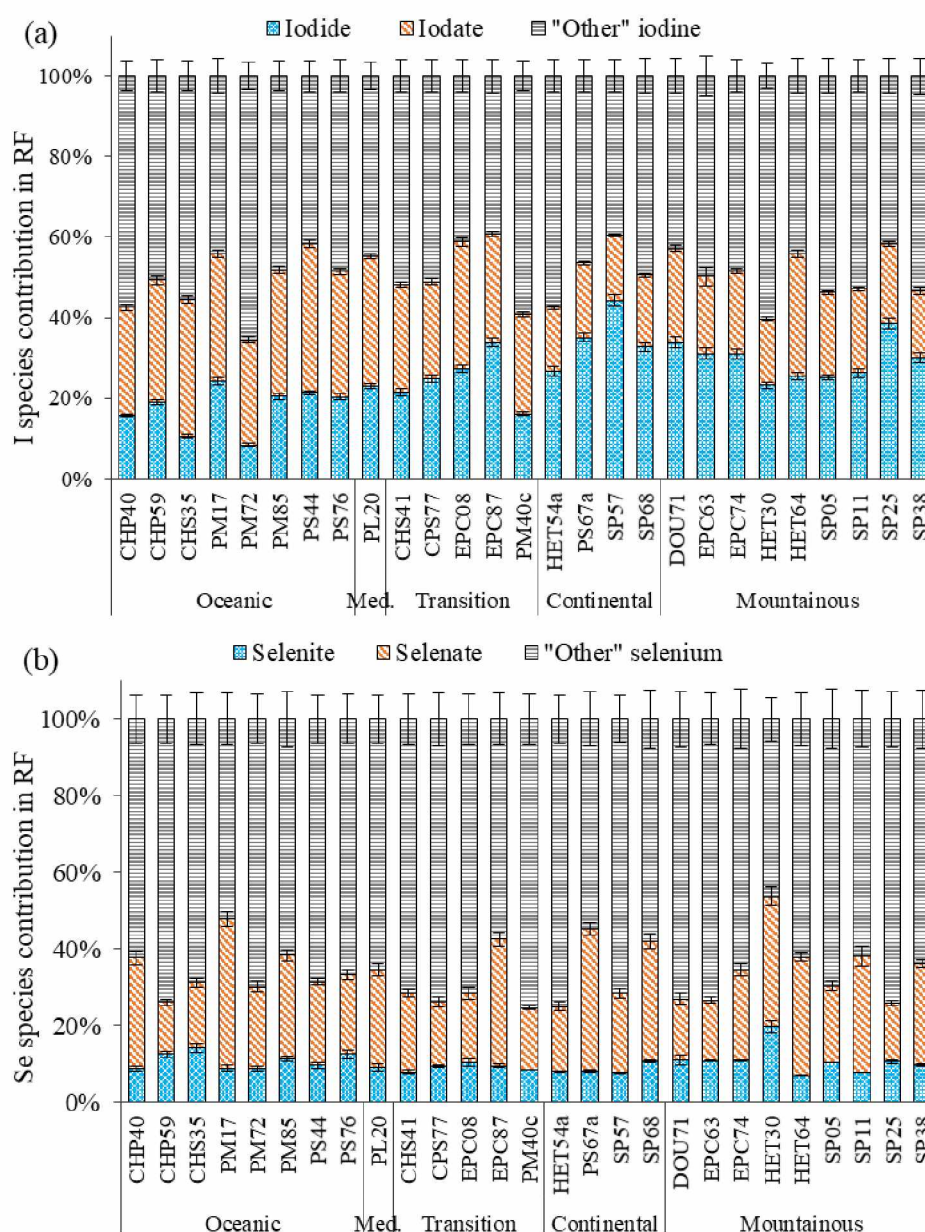 (a)
Iodide Iodate "Other" iodine
I species contribution in RF
100%
80%
60%
40%
20%
0%
CHP40 CHP59 CHS35 PM17 PM72 PM85 PS44 PS76 PL20 CHS41 CPS77 EPC08 EPC87 PM40c HET54a PS67a SP57 SP68 DOU71 EPC63 EPC74 HET30 HET64 SP05 SP11 SP25 SP38
Oceanic Med. Transition Continental Mountainous
(b)
Selenite Selenate "Other" selenium
Se species contribution in RF
100%
80%
60%
40%
20%
0%
CHP40 CHP59 CHS35 PM17 PM72 PM85 PS44 PS76 PL20 CHS41 CPS77 EPC08 EPC87 PM40c HET54a PS67a SP57 SP68 DOU71 EPC63 EPC74 HET30 HET64 SP05 SP11 SP25 SP38
Oceanic Med. Transition Continental Mountainous